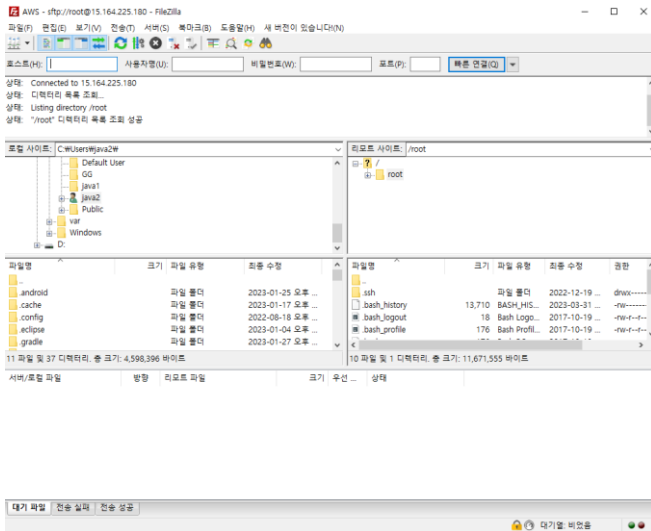 AWS - sftp://root@15.164.225.180 - FileZilla
파일(F) 편집(E) 보기(V) 전송(T) 서버(S) 북마크(B) 도움말(H) 새 버전이 있습니다!(N)
호스트(H): 사용자명(U): 비밀번호(W): 포트(P): 빠른 연결(Q)
상태: Connected to 15.164.225.180
상태: 디렉터리 목록 조회...
상태: Listing directory /root
상태: "/root" 디렉터리 목록 조회 성공
로컬 사이트: C:\Users\java2\
Default User
GG
java1
java2
Public
var
Windows
D:
리모트 사이트: /root
/
root
파일명 크기 파일 유형 최종 수정
..
.android 파일 폴더 2023-01-25 오후 ...
.cache 파일 폴더 2023-01-17 오후 ...
.config 파일 폴더 2022-08-18 오후 ...
.eclipse 파일 폴더 2023-01-04 오후 ...
.gradle 파일 폴더 2023-01-27 오후 ...
11 파일 및 37 디렉터리. 총 크기: 4,598,396 바이트
파일명 크기 파일 유형 최종 수정 권한
..
.ssh 파일 폴더 2022-12-19 ... drwx-----
.bash_history 13,710 BASH_HIS... 2023-03-31 ... -rw-------
.bash_logout 18 Bash Logo... 2017-10-19 ... -rw-r--r--
.bash_profile 176 Bash Profil... 2017-10-19 ... -rw-r--r--
10 파일 및 1 디렉터리. 총 크기: 11,671,555 바이트
서버/로컬 파일 방향 리모트 파일 크기 우선 ... 상태
대기 파일 전송 실패 전송 성공
대기열: 비었음